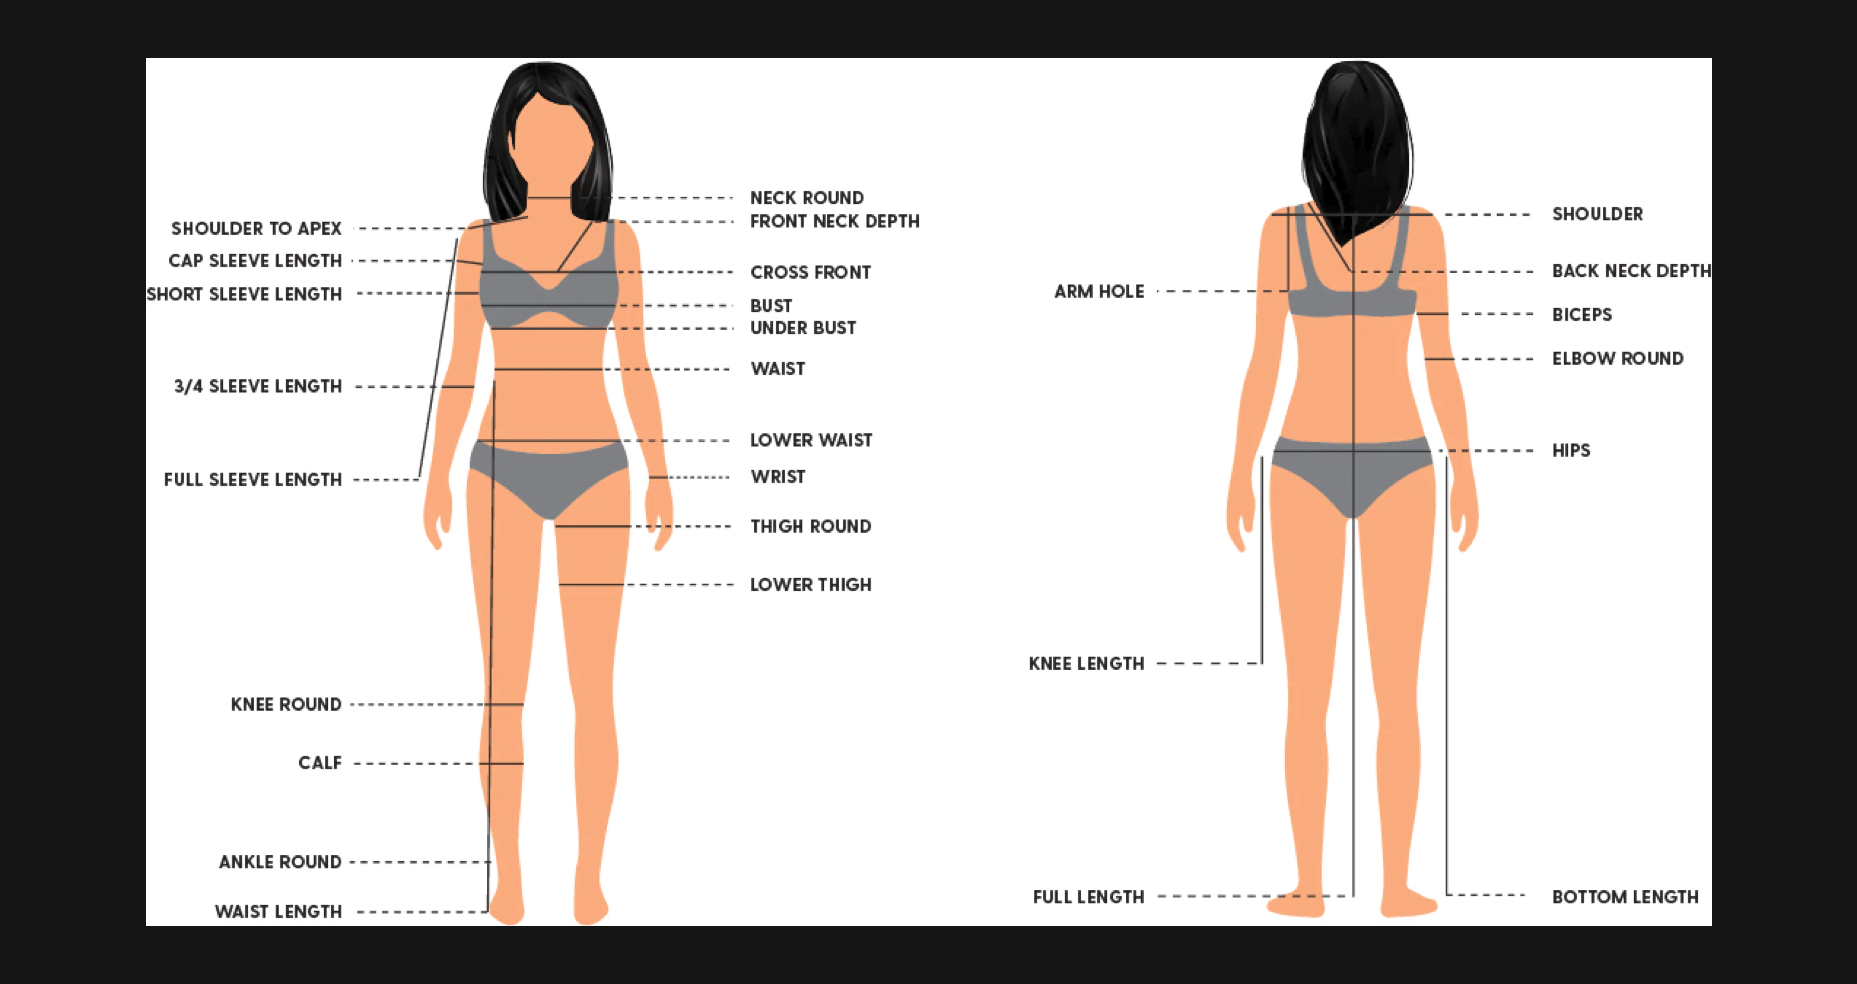 SHOULDER TO APEX
CAP SLEEVE LENGTH
SHORT SLEEVE LENGTH
3/4 SLEEVE LENGTH
FULL SLEEVE LENGTH
KNEE ROUND
CALF
ANKLE ROUND
WAIST LENGTH
NECK ROUND
FRONT NECK DEPTH
CROSS FRONT
BUST
UNDER BUST
WAIST
LOWER WAIST
WRIST
THIGH ROUND
LOWER THIGH
ARM HOLE
KNEE LENGTH
FULL LENGTH
SHOULDER
BACK NECK DEPTH
BICEPS
ELBOW ROUND
HIPS
BOTTOM LENGTH